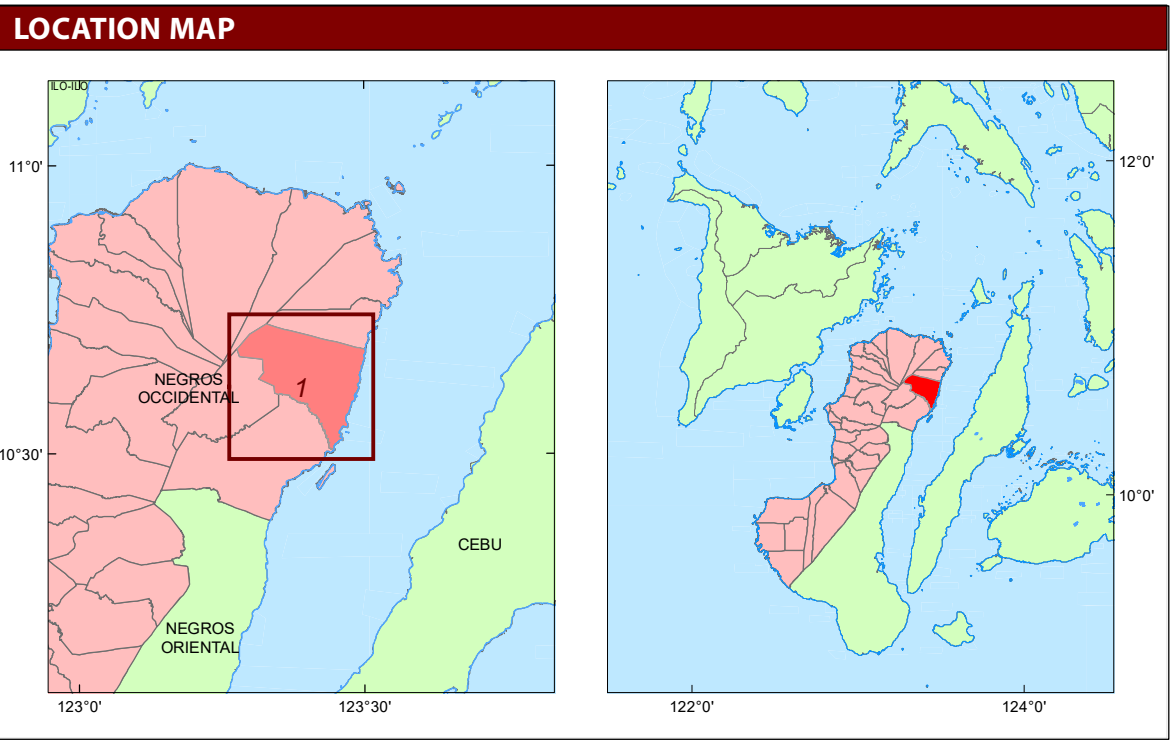 LOCATION MAP
ILO-ILIO
11°0'
12°0'
NEGROS
OCCIDENTAL
1
10°30'
10°0'
CEBU
NEGROS
ORIENTAL
123°0'
123°30'
122°0'
124°0'